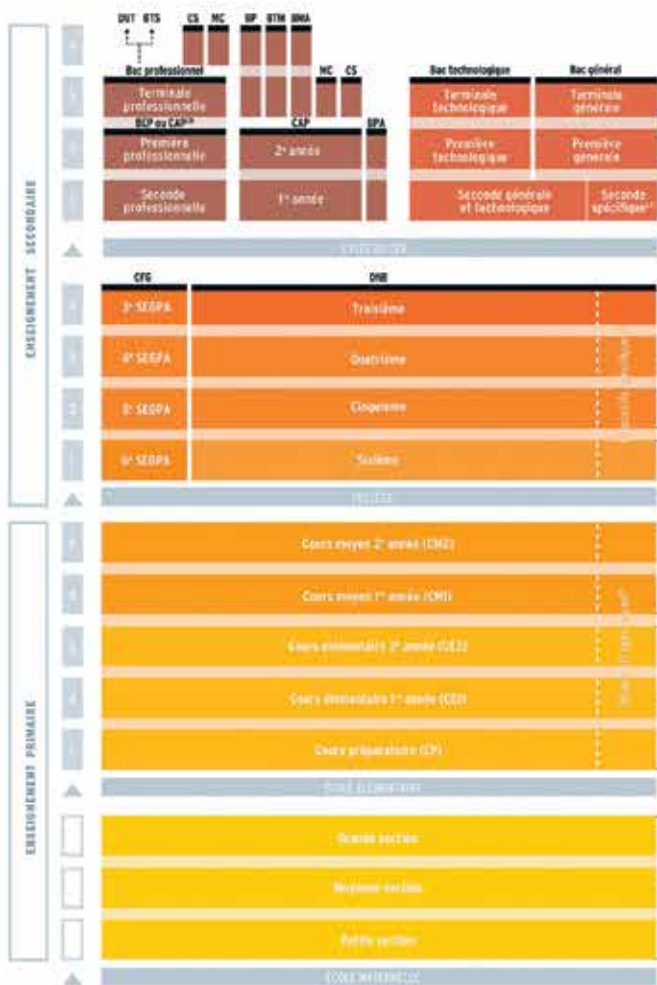 DUT BTS CS MC BP BTM BMA
Bac professionnel MC CS Bac technologique Bac général
Terminale professionnelle Terminale technologique Terminale générale
BEP ou CAP CAP BPA
Première professionnelle 2e année Première technologique Première générale
Seconde professionnelle 1re année Seconde générale et technologique Seconde spécifique
ENSEIGNEMENT SECONDAIRE
CFG DNB
3e SEGPA Troisième
4e SEGPA Quatrième
5e SEGPA Cinquième
6e SEGPA Sixième
COLLÈGE
ENSEIGNEMENT PRIMAIRE
Cours moyen 2e année (CM2)
Cours moyen 1re année (CM1)
Cours élémentaire 2e année (CE2)
Cours élémentaire 1re année (CE1)
Cours préparatoire (CP)
ÉCOLE ÉLÉMENTAIRE
Grande section
Moyenne section
Petite section
ÉCOLE MATERNELLE